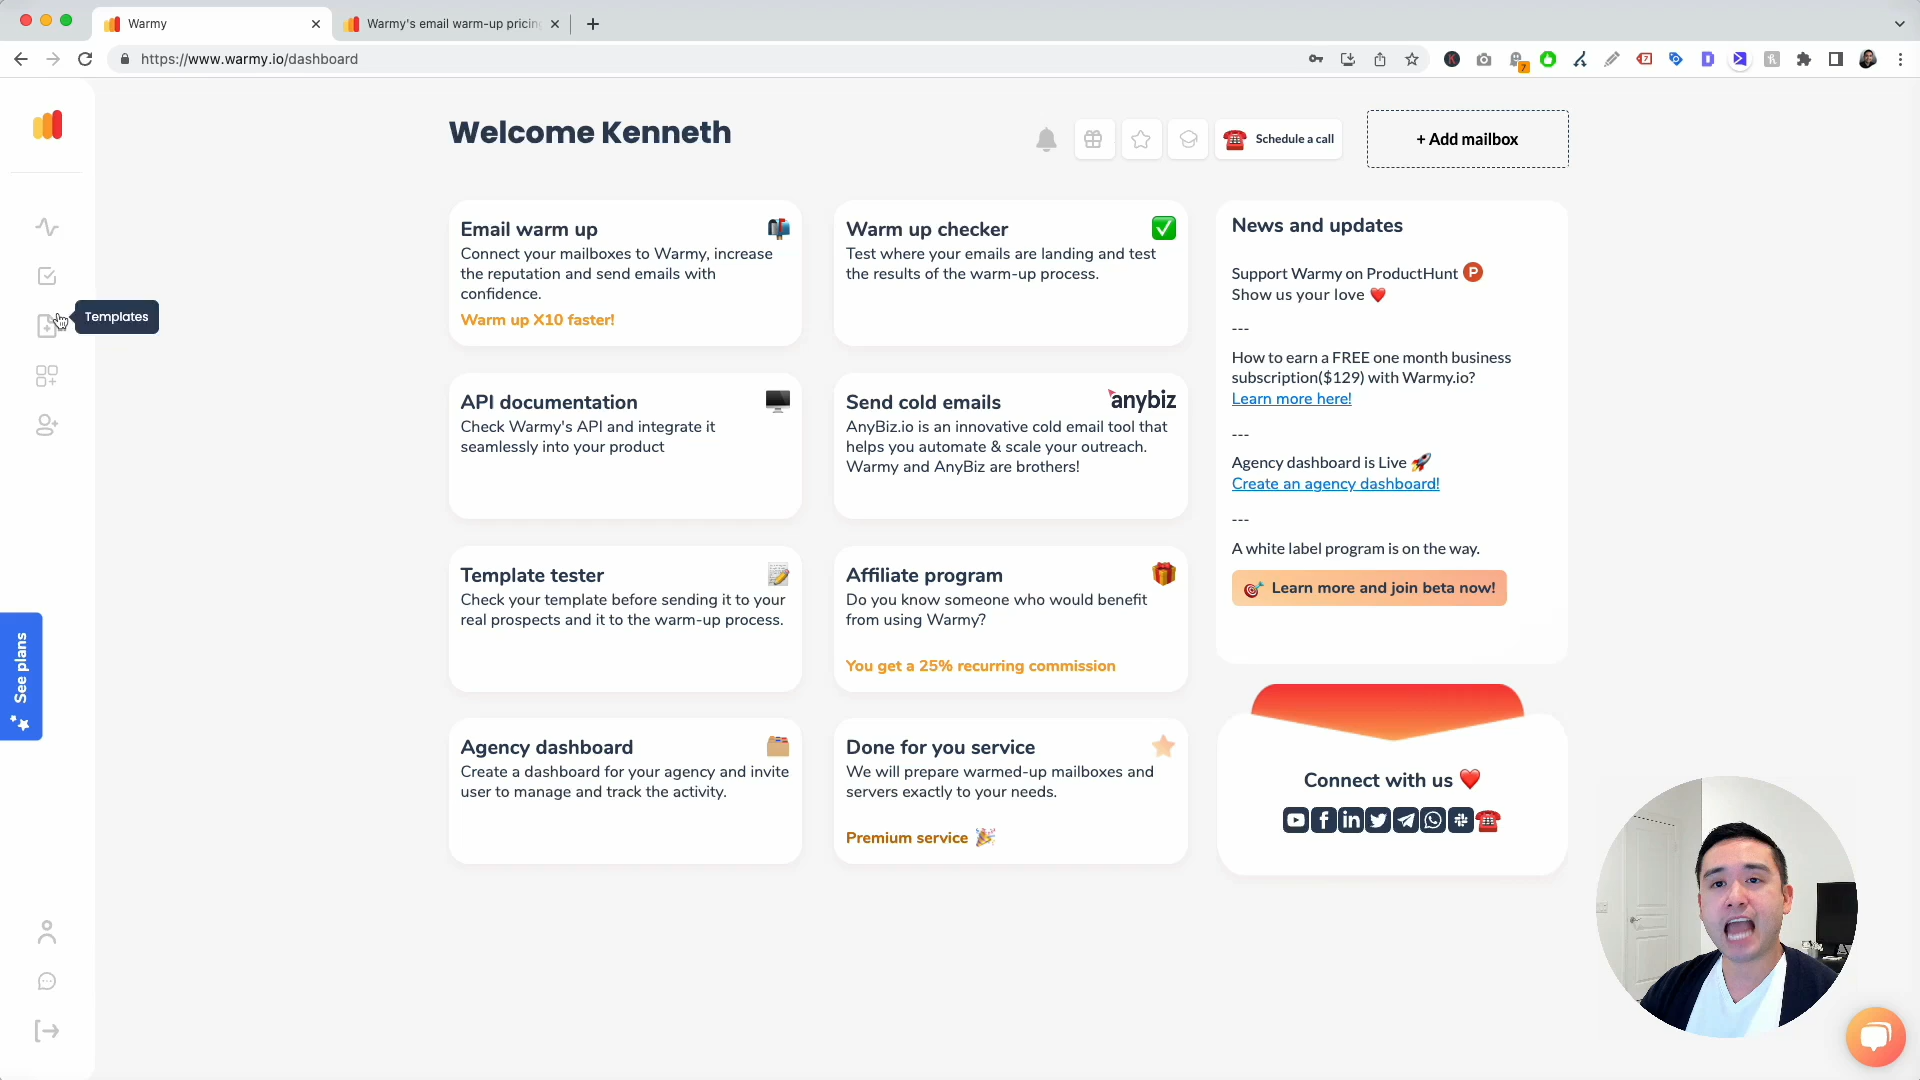 Warmy
Warmy's email warm-up pricin
https://www.warmy.io/dashboard
7
Welcome Kenneth
Schedule a call
+ Add mailbox
Templates
See plans
Email warm up
Connect your mailboxes to Warmy, increase
the reputation and send emails with
confidence.
Warm up X10 faster!
Warm up checker
Test where your emails are landing and test
the results of the warm-up process.
API documentation
Check Warmy's API and integrate it
seamlessly into your product
Send cold emails
anybiz
AnyBiz.io is an innovative cold email tool that
helps you automate & scale your outreach.
Warmy and AnyBiz are brothers!
Template tester
Check your template before sending it to your
real prospects and it to the warm-up process.
Affiliate program
Do you know someone who would benefit
from using Warmy?
You get a 25% recurring commission
Agency dashboard
Create a dashboard for your agency and invite
user to manage and track the activity.
Done for you service
We will prepare warmed-up mailboxes and
servers exactly to your needs.
Premium service
News and updates
Support Warmy on ProductHunt P
Show us your love
---
How to earn a FREE one month business
subscription($129) with Warmy.io?
Learn more here!
---
Agency dashboard is Live
Create an agency dashboard!
---
A white label program is on the way.
Learn more and join beta now!
Connect with us